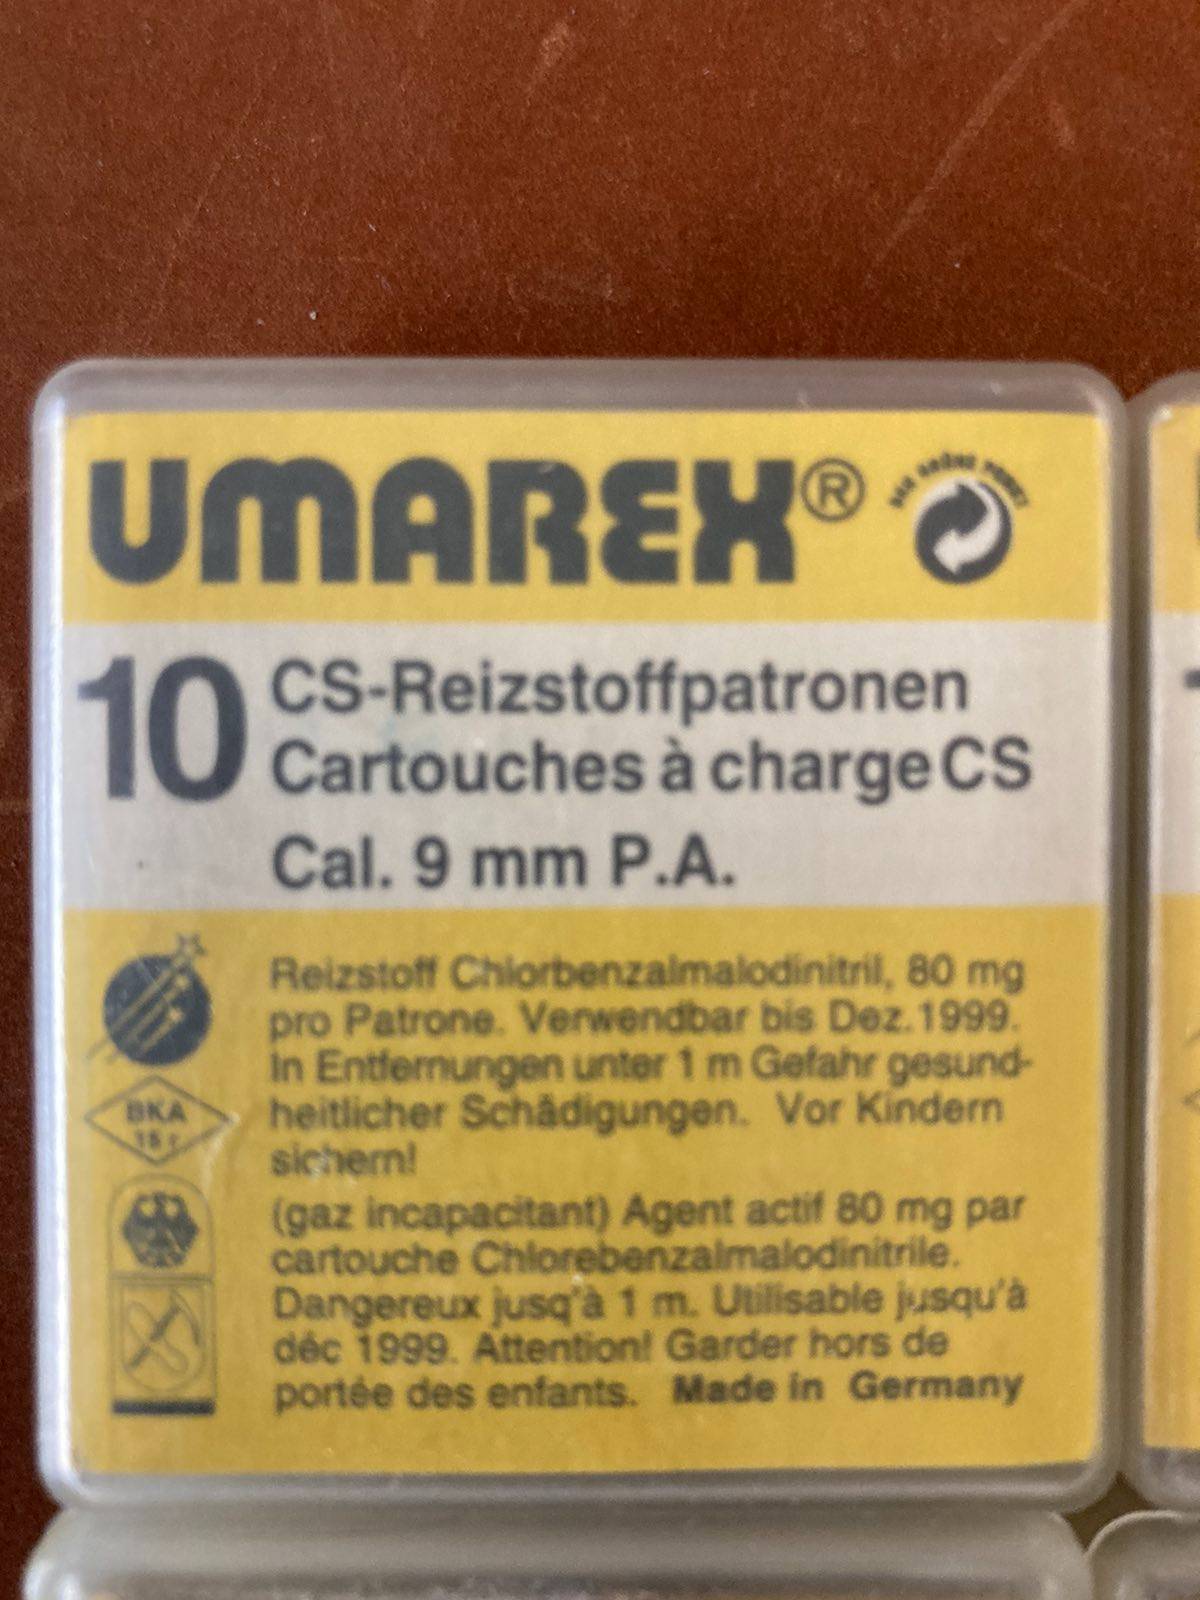 UMAREX®
DER GRÜNE PUNKT
10 CS-Reizstoffpatronen
Cartouches à charge CS
Cal. 9 mm P.A.
Reizstoff Chlorbenzalmalodinitril, 80 mg
pro Patrone. Verwendbar bis Dez. 1999.
In Entfernungen unter 1 m Gefahr gesund-
heitlicher Schädigungen. Vor Kindern
sichern!
BKA
(gaz incapacitant) Agent actif 80 mg par
cartouche Chlorebenzalmalodinitrile.
Dangereux jusq'à 1 m. Utilisable jusqu'à
déc 1999. Attention! Garder hors de
portée des enfants. Made in Germany